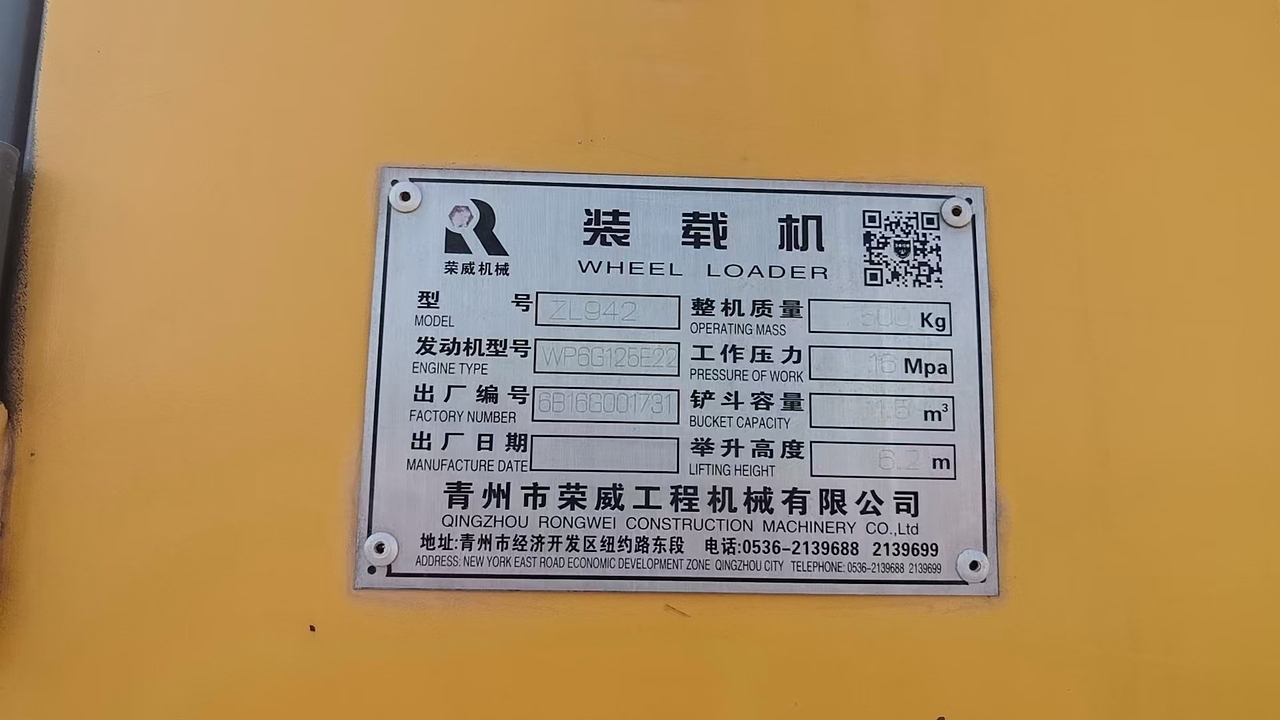 荣威机械
装载机
WHEEL LOADER
型号 ZL942
MODEL
整机质量 Kg
OPERATING MASS
发动机型号 WP6G125E22
ENGINE TYPE
工作压力 16 Mpa
PRESSURE OF WORK
出厂编号 6B16G001731
FACTORY NUMBER
铲斗容量 m³
BUCKET CAPACITY
出厂日期
MANUFACTURE DATE
举升高度 6.2 m
LIFTING HEIGHT
青州市荣威工程机械有限公司
QINGZHOU RONGWEI CONSTRUCTION MACHINERY CO.,Ltd
地址:青州市经济开发区纽约路东段 电话:0536-2139688 2139699
ADDRESS: NEW YORK EAST ROAD ECONOMIC DEVELOPMENT ZONE QINGZHOU CITY TELEPHONE: 0536-2139688 2139699